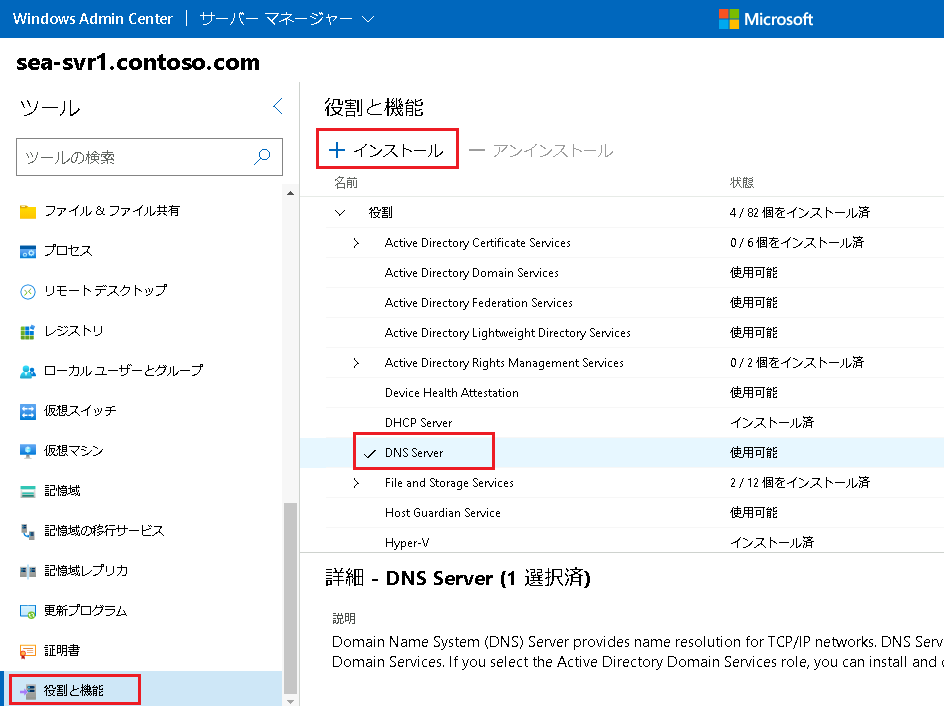 Windows Admin Center | サーバー マネージャー
Microsoft
sea-svr1.contoso.com
ツール
ツールの検索
ファイル & ファイル共有
プロセス
リモート デスクトップ
レジストリ
ローカル ユーザーとグループ
仮想スイッチ
仮想マシン
記憶域
記憶域の移行サービス
記憶域レプリカ
更新プログラム
証明書
役割と機能
役割と機能
+ インストール — アンインストール
名前 状態
役割 4 / 82 個をインストール済
Active Directory Certificate Services 0 / 6 個をインストール済
Active Directory Domain Services 使用可能
Active Directory Federation Services 使用可能
Active Directory Lightweight Directory Services 使用可能
Active Directory Rights Management Services 0 / 2 個をインストール済
Device Health Attestation 使用可能
DHCP Server インストール済
DNS Server 使用可能
File and Storage Services 2 / 12 個をインストール済
Host Guardian Service 使用可能
Hyper-V インストール済
詳細 - DNS Server (1 選択済)
説明
Domain Name System (DNS) Server provides name resolution for TCP/IP networks. DNS Serv
Domain Services. If you select the Active Directory Domain Services role, you can install and